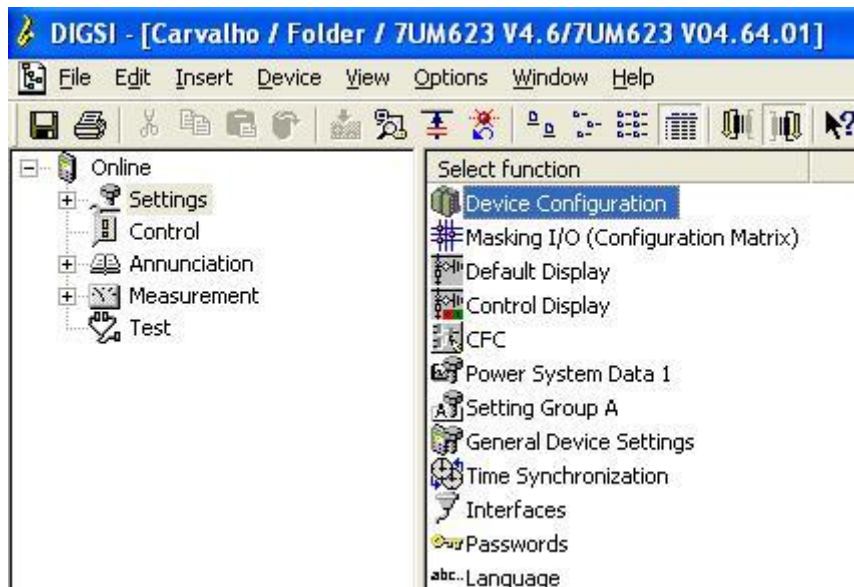 DIGSI - [Carvalho / Folder / 7UM623 V4.6/7UM623 V04.64.01]
File Edit Insert Device View Options Window Help
Online
Settings
Control
Annunciation
Measurement
Test
Select function
Device Configuration
Masking I/O (Configuration Matrix)
Default Display
Control Display
CFC
Power System Data 1
Setting Group A
General Device Settings
Time Synchronization
Interfaces
Passwords
abc.. Language